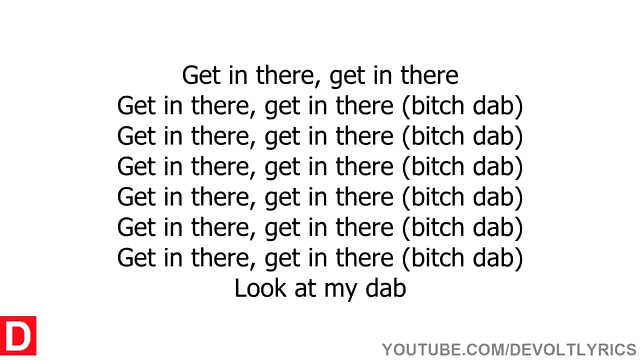 Get in there, get in there
Get in there, get in there (bitch dab)
Get in there, get in there (bitch dab)
Get in there, get in there (bitch dab)
Get in there, get in there (bitch dab)
Get in there, get in there (bitch dab)
Get in there, get in there (bitch dab)
Look at my dab
D
YOUTUBE.COM/DEVOLTLYRICS